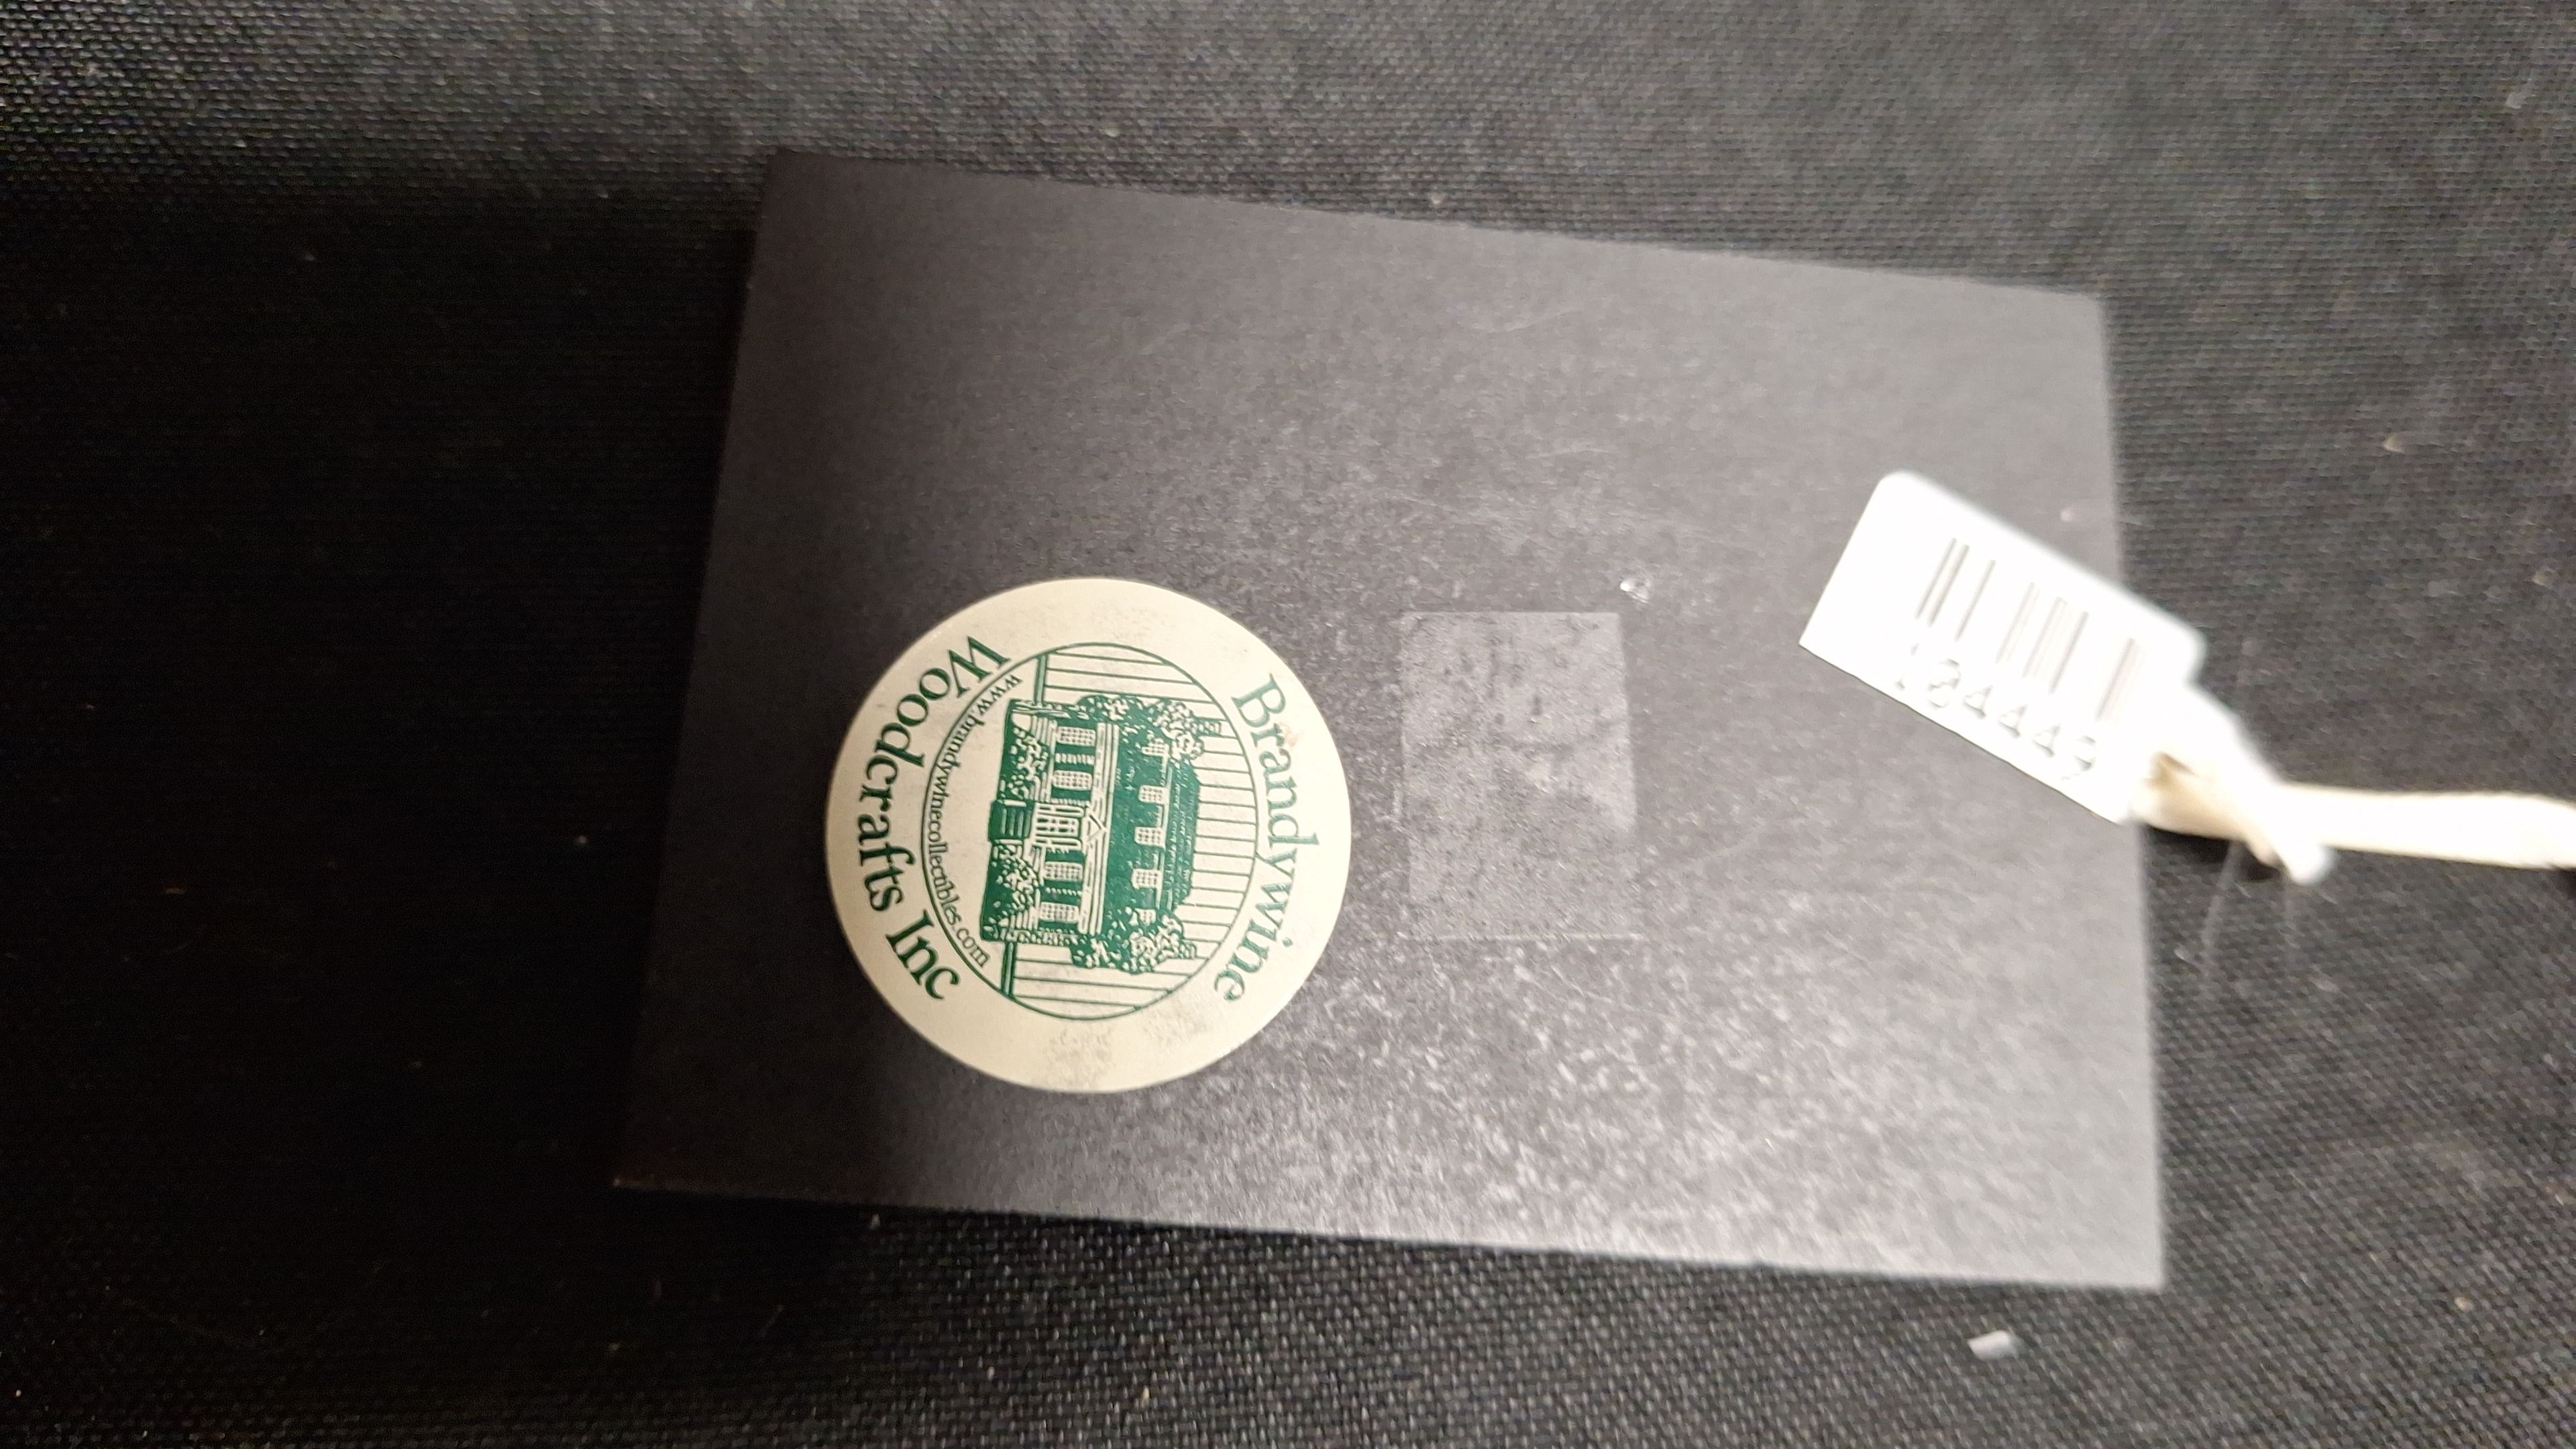 Brandywine
www.brandywinecollectibles.com
Woodcrafts Inc